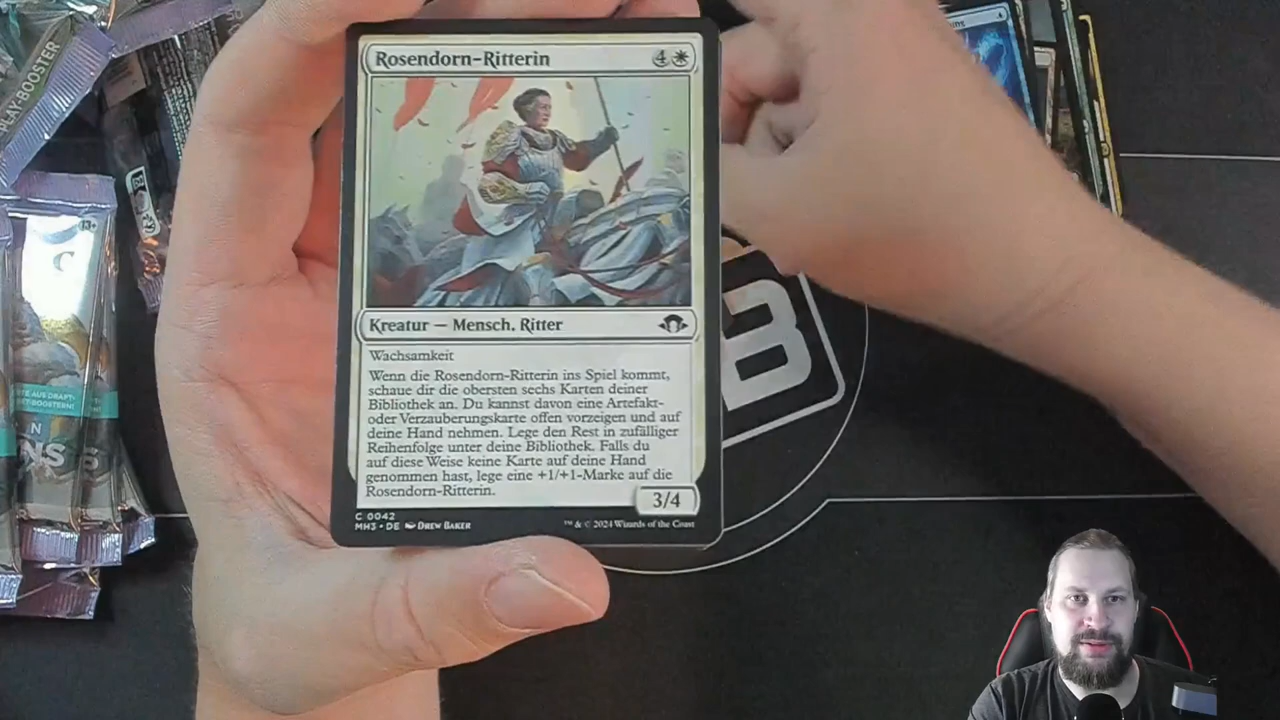 PLAY-BOOSTER
Rosendorn-Ritterin
4
Kreatur — Mensch, Ritter
Wachsamkeit
Wenn die Rosendorn-Ritterin ins Spiel kommt,
schaue dir die obersten sechs Karten deiner
Bibliothek an. Du kannst davon eine Artefakt-
oder Verzauberungskarte offen vorzeigen und auf
deine Hand nehmen. Lege den Rest in zufälliger
Reihenfolge unter deine Bibliothek. Falls du
auf diese Weise keine Karte auf deine Hand
genommen hast, lege eine +1/+1-Marke auf die
Rosendorn-Ritterin.
3/4
C 0042
MH3 • DE Drew Baker
™ & © 2024 Wizards of the Coast
B